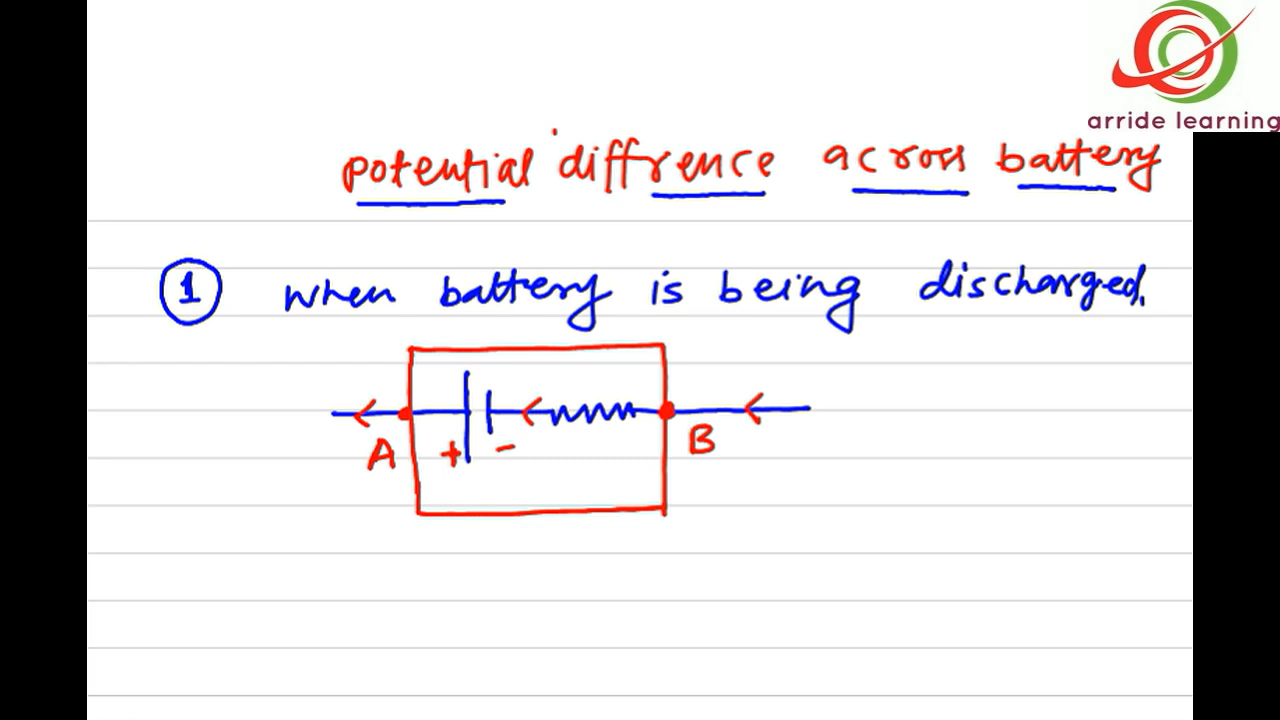 arride learning
potential diffrence across battery
1 when battery is being discharged.
A + - B